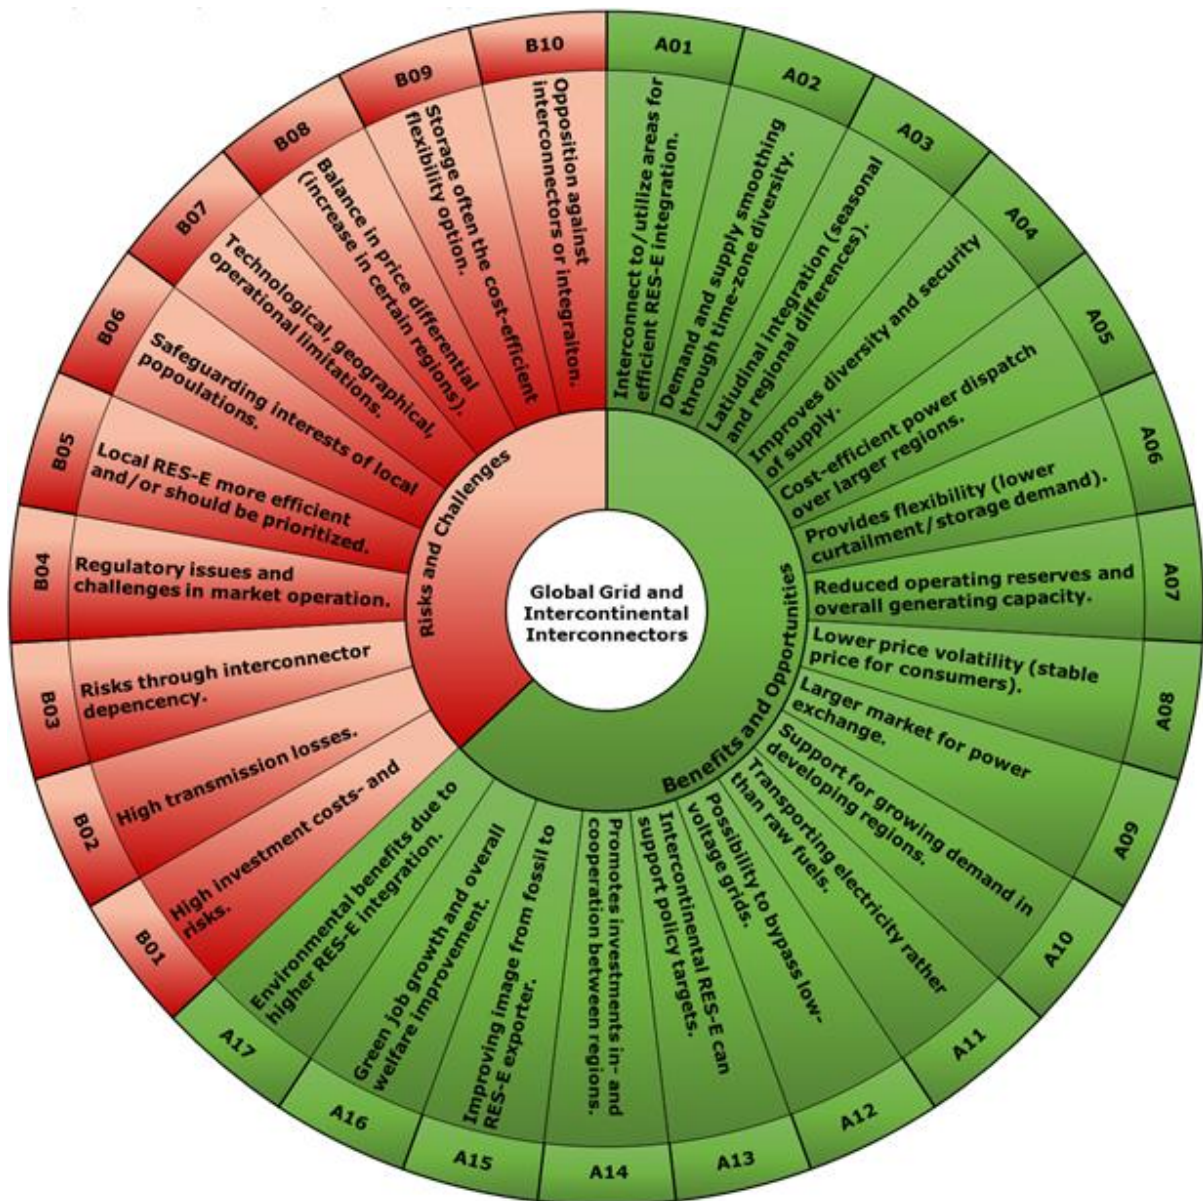 Global Grid and
Intercontinental
Interconnectors
Benefits and Opportunities
Risks and Challenges
A01
Interconnect to/utilize areas for
efficient RES-E integration.
A02
Demand and supply smoothing
through time-zone diversity.
A03
Latiudinal integration (seasonal
and regional differences).
A04
Improves diversity and security
of supply.
A05
Cost-efficient power dispatch
over larger regions.
A06
Provides flexibility (lower
curtailment/storage demand).
A07
Reduced operating reserves and
overall generating capacity.
A08
Lower price volatility (stable
price for consumers).
A09
Larger market for power
exchange.
A10
Support for growing demand in
developing regions.
A11
Transporting electricity rather
than raw fuels.
A12
Possibility to bypass low-
voltage grids.
A13
Intercontinental RES-E can
support policy targets.
A14
Promotes investments in- and
cooperation between regions.
A15
Improving image from fossil to
RES-E exporter.
A16
Green job growth and overall
welfare improvement.
A17
Environmental benefits due to
higher RES-E integration.
B01
High investment costs- and
risks.
B02
High transmission losses.
B03
Risks through interconnector
depencency.
B04
Regulatory issues and
challenges in market operation.
B05
Local RES-E more efficient
and/or should be prioritized.
B06
Safeguarding interests of local
popoulations.
B07
Technological, geographical,
operational limitations.
B08
Balance in price differential
(increase in certain regions).
B09
Storage often the cost-efficient
flexibility option.
B10
Opposition against
interconnectors or integraiton.